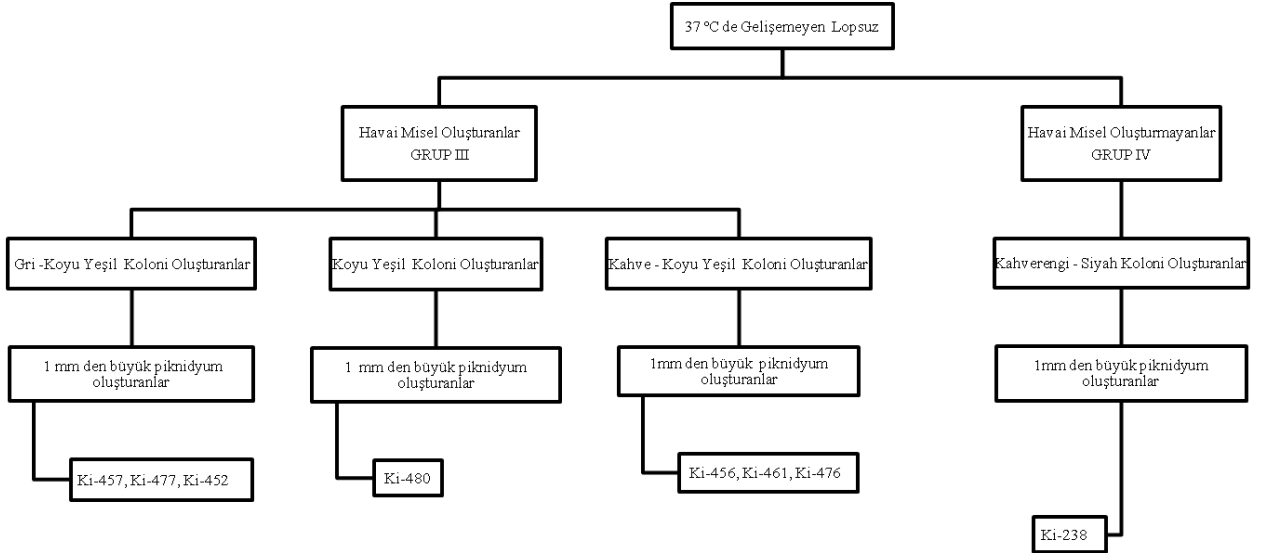 37 °C de Gelişemeyen Lopsuz
Havai Misel Oluşturanlar
GRUP III
Havai Misel Oluşturmayanlar
GRUP IV
Gri -Koyu Yeşil Koloni Oluşturanlar
Koyu Yeşil Koloni Oluşturanlar
Kahve - Koyu Yeşil Koloni Oluşturanlar
Kahverengi - Siyah Koloni Oluşturanlar
1 mm den büyük piknidyum
oluşturanlar
1 mm den büyük piknidyum
oluşturanlar
1mm den büyük piknidyum
oluşturanlar
1mm den büyük piknidyum
oluşturanlar
Ki-457, Ki-477, Ki-452
Ki-480
Ki-456, Ki-461, Ki-476
Ki-238